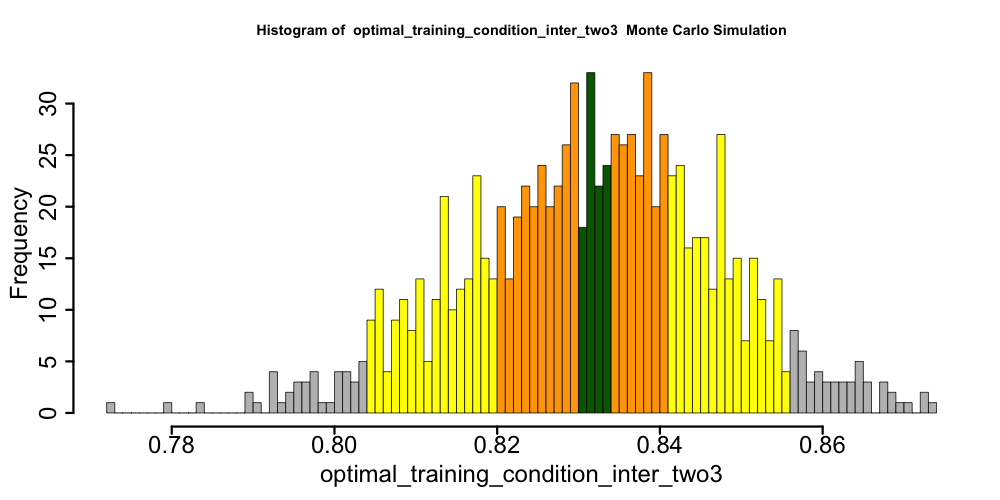 Histogram of  optimal_training_condition_inter_two3  Monte Carlo Simulation
Frequency
30
25
20
15
10
5
0
0.78 0.80 0.82 0.84 0.86
optimal_training_condition_inter_two3